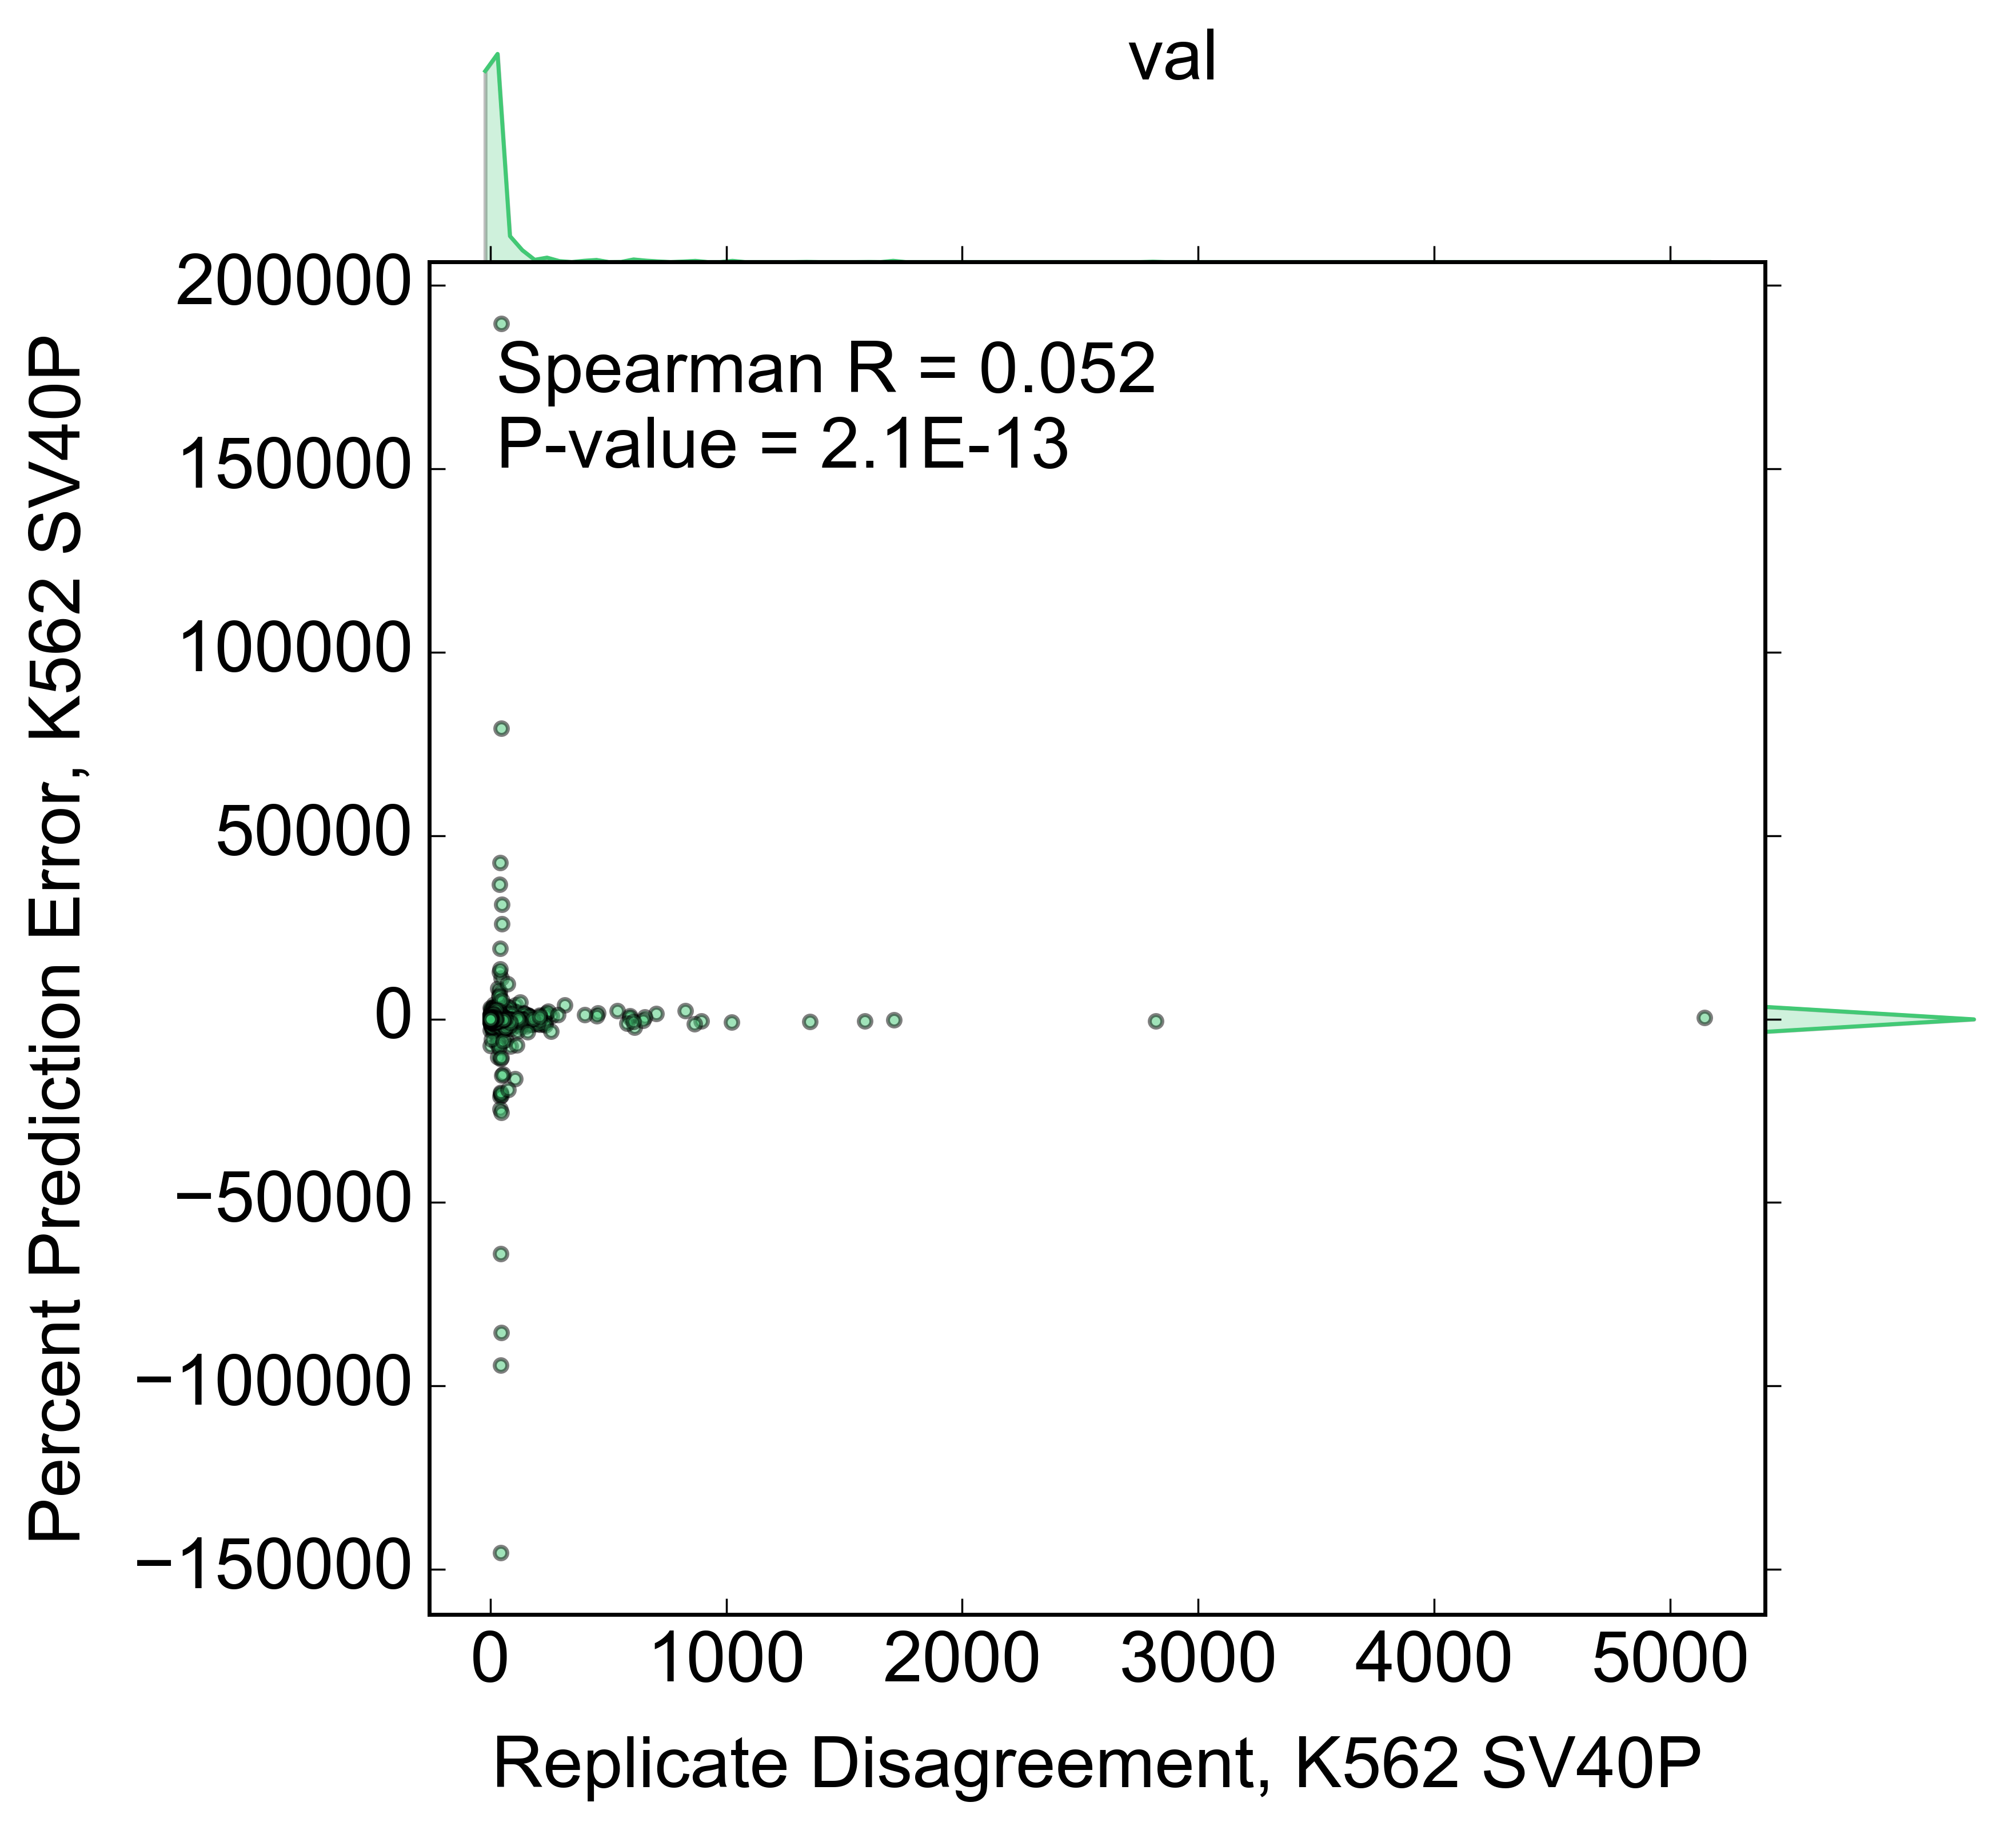 val
Spearman R = 0.052
P-value = 2.1E-13
Percent Prediction Error, K562 SV40P
200000
150000
100000
50000
0
−50000
−100000
−150000
0 1000 2000 3000 4000 5000
Replicate Disagreement, K562 SV40P